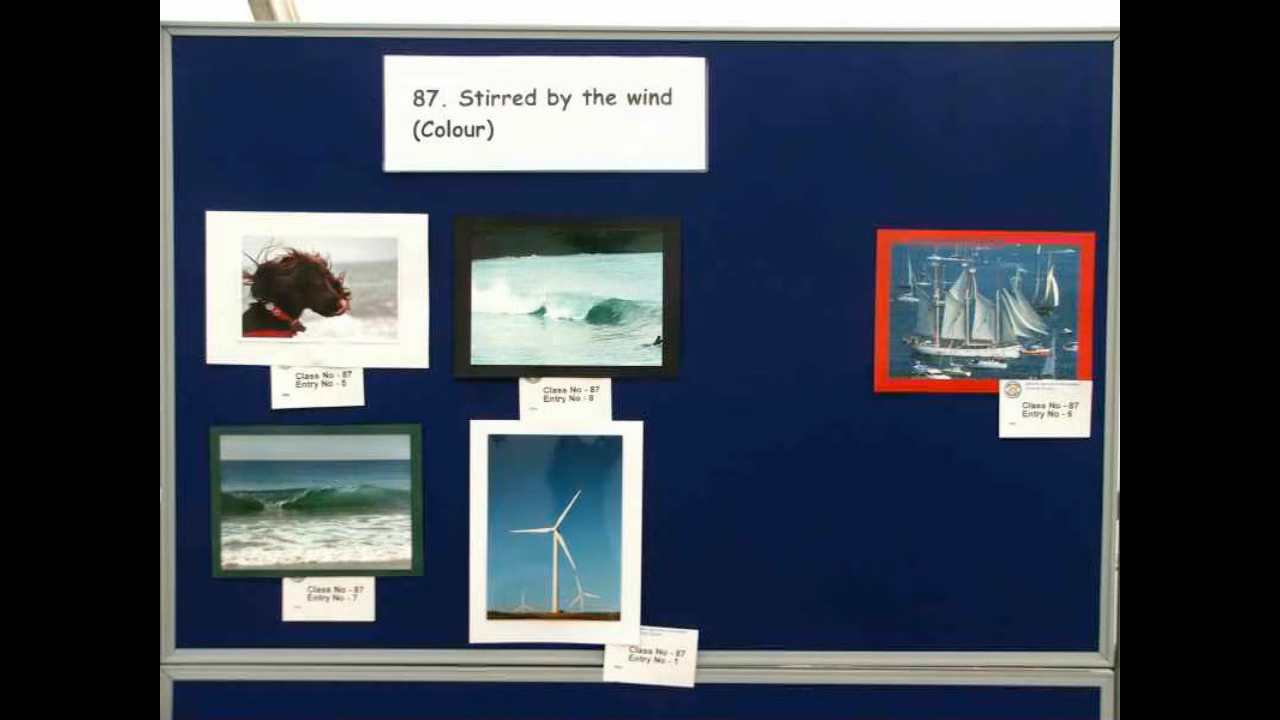 87. Stirred by the wind
(Colour)
Class No - 87
Entry No - 5
Class No - 87
Entry No - 8
Class No - 87
Entry No - 6
Class No - 87
Entry No - 7
Class No - 87
Entry No - 1